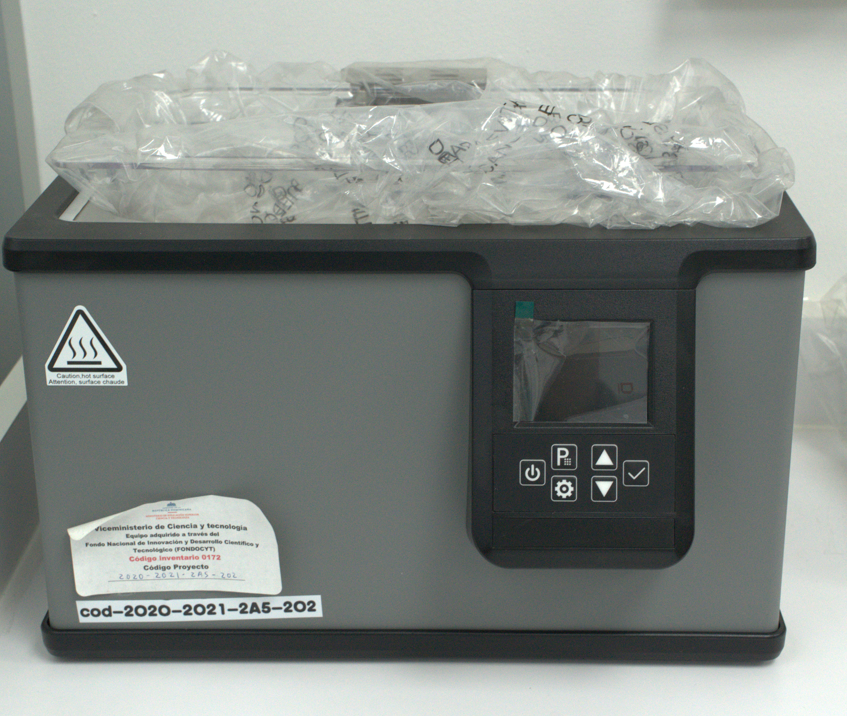 DEAD
Caution,hot surface
Attention, surface chaude
P
Viceministerio de Ciencia y tecnología
Equipo adquirido a través del
Fondo Nacional de Innovación y Desarrollo Científico y
Tecnológico (FONDOCYT)
Código Inventario 0172
Código Proyecto
2020-2021-2A5-202
cod-2020-2021-2A5-202